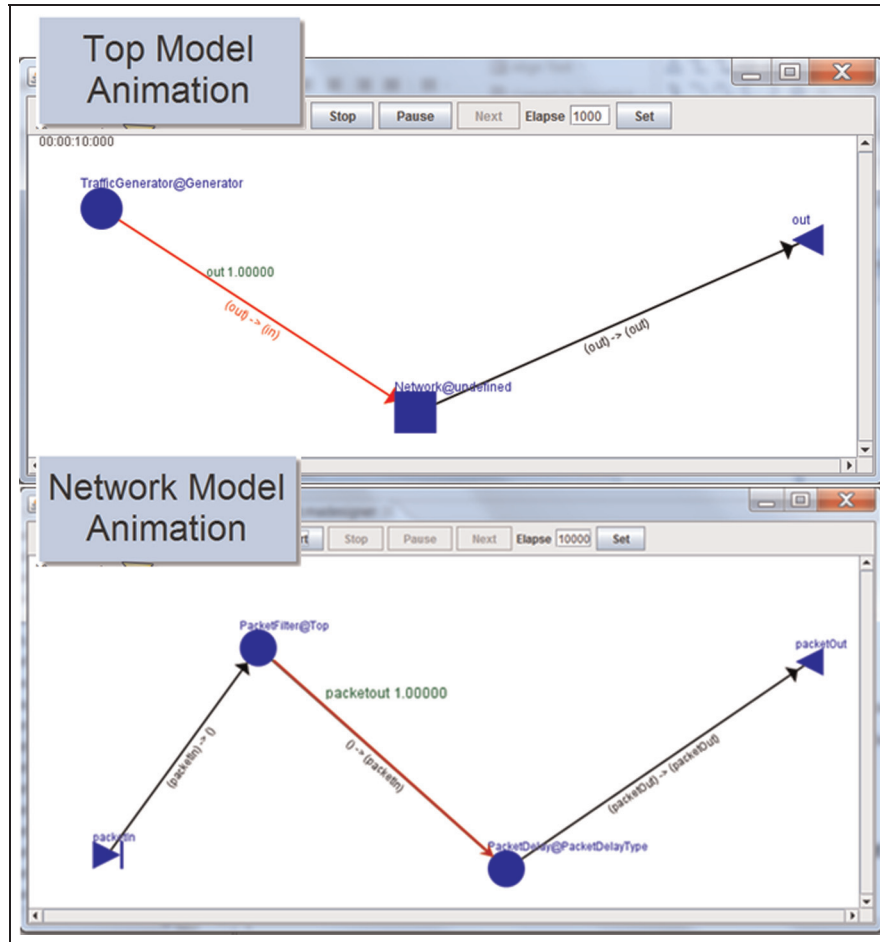 Top Model
Animation
Stop Pause Next Elapse 1000 Set
00:00:10:000
TrafficGenerator@Generator
out
out 1.00000
(out) -> (in)
(out) -> (out)
Network@undefined
Network Model
Animation
Stop Pause Next Elapse 10000 Set
PacketFilter@Top
packetOut
packetout 1.00000
(packetIn) -> ()
() -> (packetIn)
(packetOut) -> (packetOut)
packetIn
PacketDelay@PacketDelayType